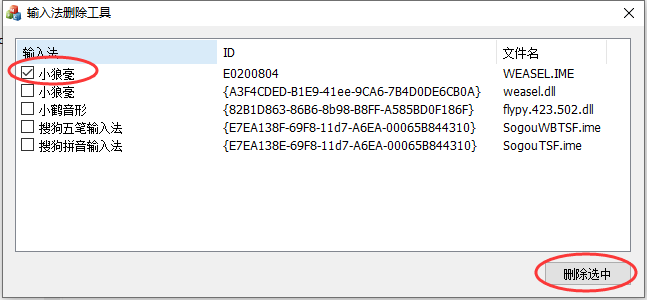 输入法删除工具
输入法 ID 文件名
小狼毫 E0200804 WEASEL.IME
小狼毫 {A3F4CDED-B1E9-41ee-9CA6-7B4D0DE6CB0A} weasel.dll
小鹤音形 {82B1D863-86B6-8b98-B8FF-A585BD0F186F} flypy.423.502.dll
搜狗五笔输入法 {E7EA138F-69F8-11d7-A6EA-00065B844310} SogouWBTSF.ime
搜狗拼音输入法 {E7EA138E-69F8-11d7-A6EA-00065B844310} SogouTSF.ime
删除选中